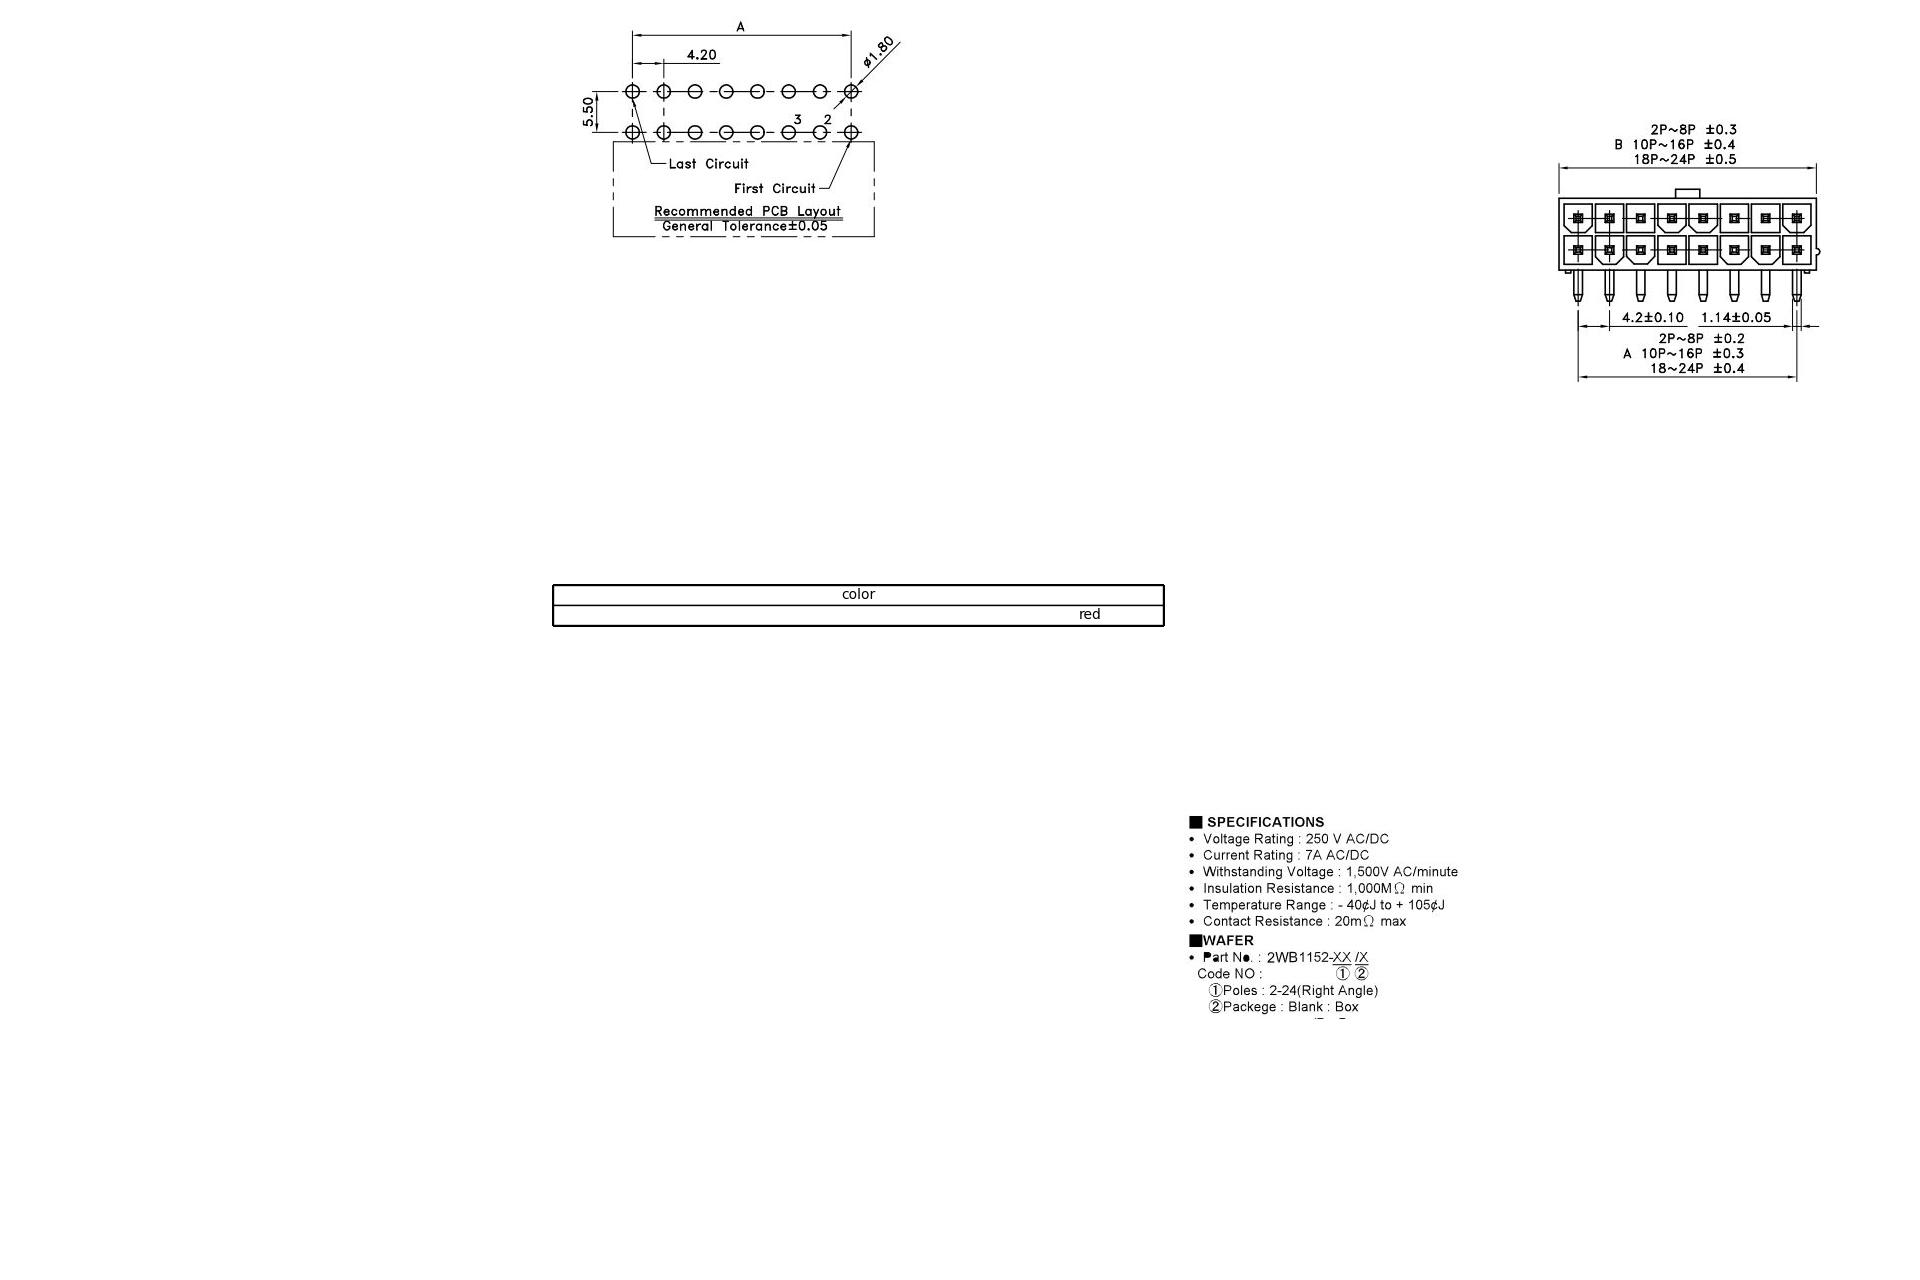 A
4.20
ø1.80
5.50
3 2
Last Circuit
First Circuit
Recommended PCB Layout
General Tolerance±0.05
2P~8P ±0.3
B 10P~16P ±0.4
18P~24P ±0.5
4.2±0.10 1.14±0.05
2P~8P ±0.2
A 10P~16P ±0.3
18~24P ±0.4
color
red
■ SPECIFICATIONS
• Voltage Rating : 250 V AC/DC
• Current Rating : 7A AC/DC
• Withstanding Voltage : 1,500V AC/minute
• Insulation Resistance : 1,000MΩ min
• Temperature Range : - 40¢J to + 105¢J
• Contact Resistance : 20mΩ max
■WAFER
• Part No. : 2WB1152-XX /X
Code NO : ① ②
①Poles : 2-24(Right Angle)
②Packege : Blank : Box